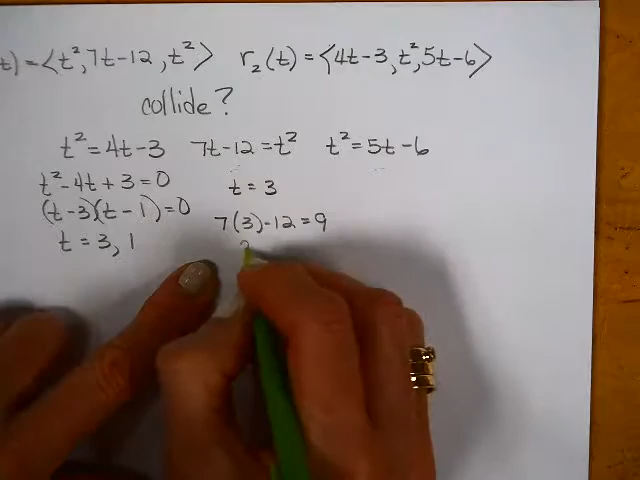 t) = <t², 7t-12, t²>   r₂(t) = <4t-3, t², 5t-6>
collide?
t² = 4t-3   7t-12 = t²   t² = 5t-6
t² - 4t + 3 = 0   t = 3
(t-3)(t-1) = 0   7(3)-12 = 9
t = 3, 1